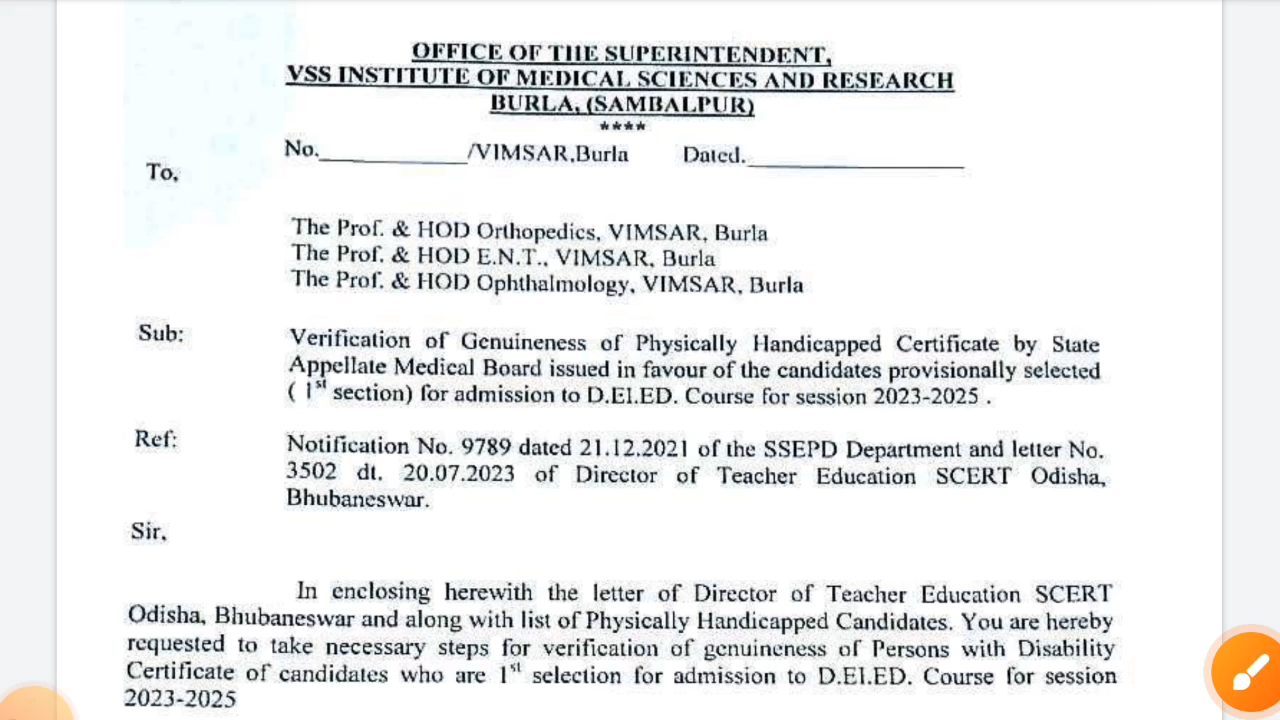 OFFICE OF THE SUPERINTENDENT,
VSS INSTITUTE OF MEDICAL SCIENCES AND RESEARCH
BURLA, (SAMBALPUR)
****
No.__________/VIMSAR,Burla Dated.______________
To,
The Prof. & HOD Orthopedics, VIMSAR, Burla
The Prof. & HOD E.N.T., VIMSAR, Burla
The Prof. & HOD Ophthalmology, VIMSAR, Burla
Sub: Verification of Genuineness of Physically Handicapped Certificate by State
Appellate Medical Board issued in favour of the candidates provisionally selected
( 1st section) for admission to D.El.ED. Course for session 2023-2025 .
Ref: Notification No. 9789 dated 21.12.2021 of the SSEPD Department and letter No.
3502 dt. 20.07.2023 of Director of Teacher Education SCERT Odisha,
Bhubaneswar.
Sir,
In enclosing herewith the letter of Director of Teacher Education SCERT
Odisha, Bhubaneswar and along with list of Physically Handicapped Candidates. You are hereby
requested to take necessary steps for verification of genuineness of Persons with Disability
Certificate of candidates who are 1st selection for admission to D.El.ED. Course for session
2023-2025